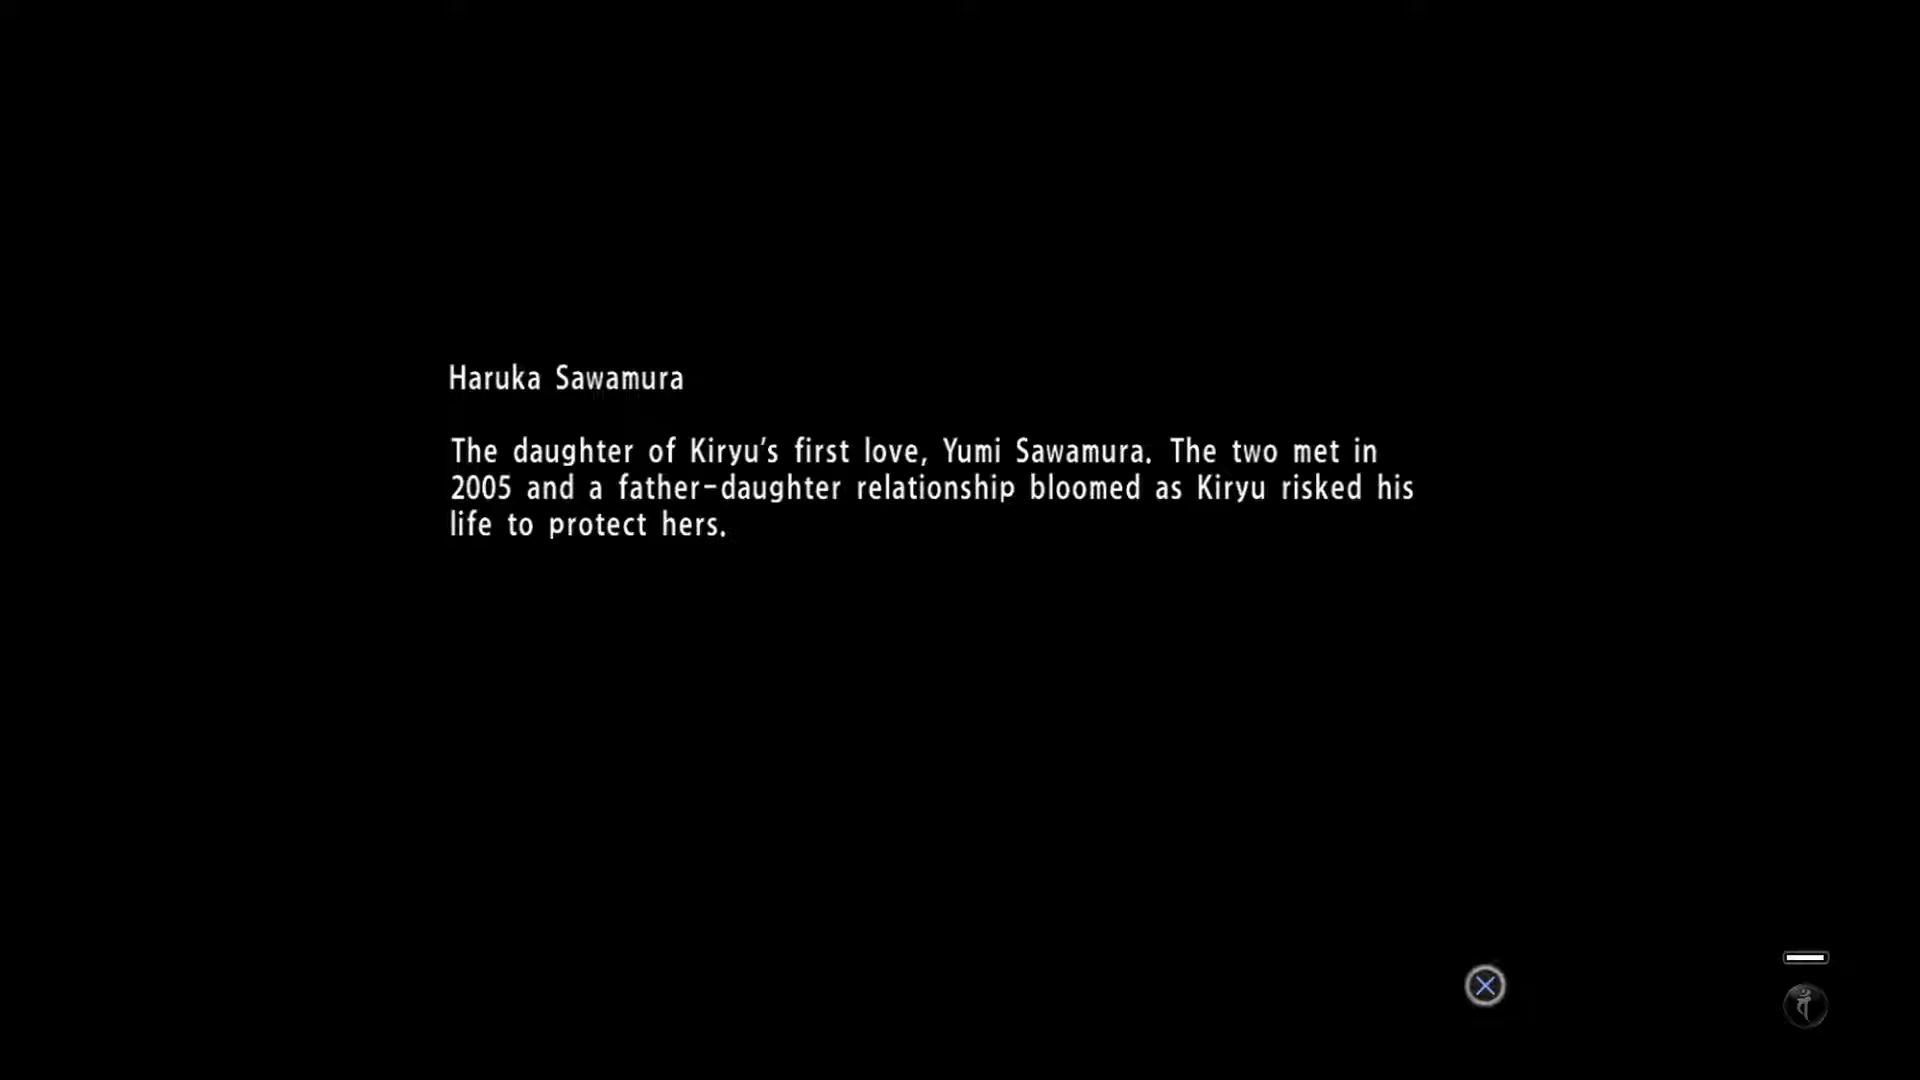 Haruka Sawamura
The daughter of Kiryu's first love, Yumi Sawamura. The two met in
2005 and a father-daughter relationship bloomed as Kiryu risked his
life to protect hers.